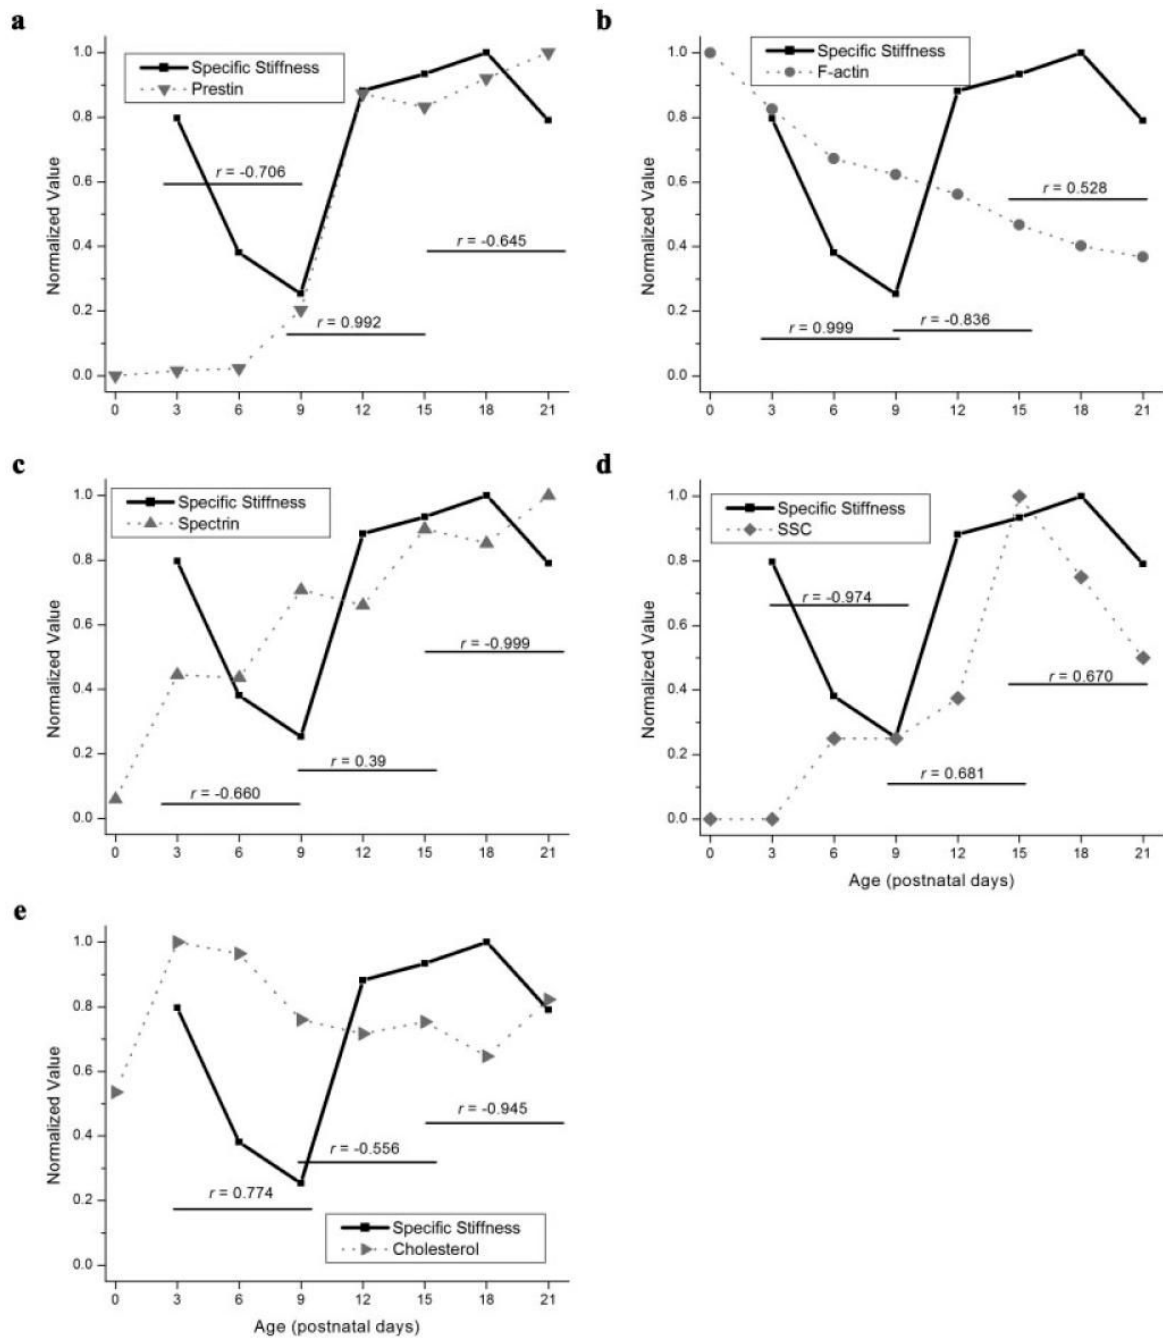 a
Normalized Value
1.0
0.8
0.6
0.4
0.2
0.0
Specific Stiffness
Prestin
r = -0.706
r = -0.645
r = 0.992
0 3 6 9 12 15 18 21
b
Normalized Value
1.0
0.8
0.6
0.4
0.2
0.0
Specific Stiffness
F-actin
r = 0.528
r = 0.999
r = -0.836
0 3 6 9 12 15 18 21
c
Normalized Value
1.0
0.8
0.6
0.4
0.2
0.0
Specific Stiffness
Spectrin
r = -0.999
r = 0.39
r = -0.660
0 3 6 9 12 15 18 21
d
Normalized Value
1.0
0.8
0.6
0.4
0.2
0.0
Specific Stiffness
SSC
r = -0.974
r = 0.670
r = 0.681
0 3 6 9 12 15 18 21
Age (postnatal days)
e
Normalized Value
1.0
0.8
0.6
0.4
0.2
0.0
r = -0.945
r = -0.556
r = 0.774
Specific Stiffness
Cholesterol
0 3 6 9 12 15 18 21
Age (postnatal days)